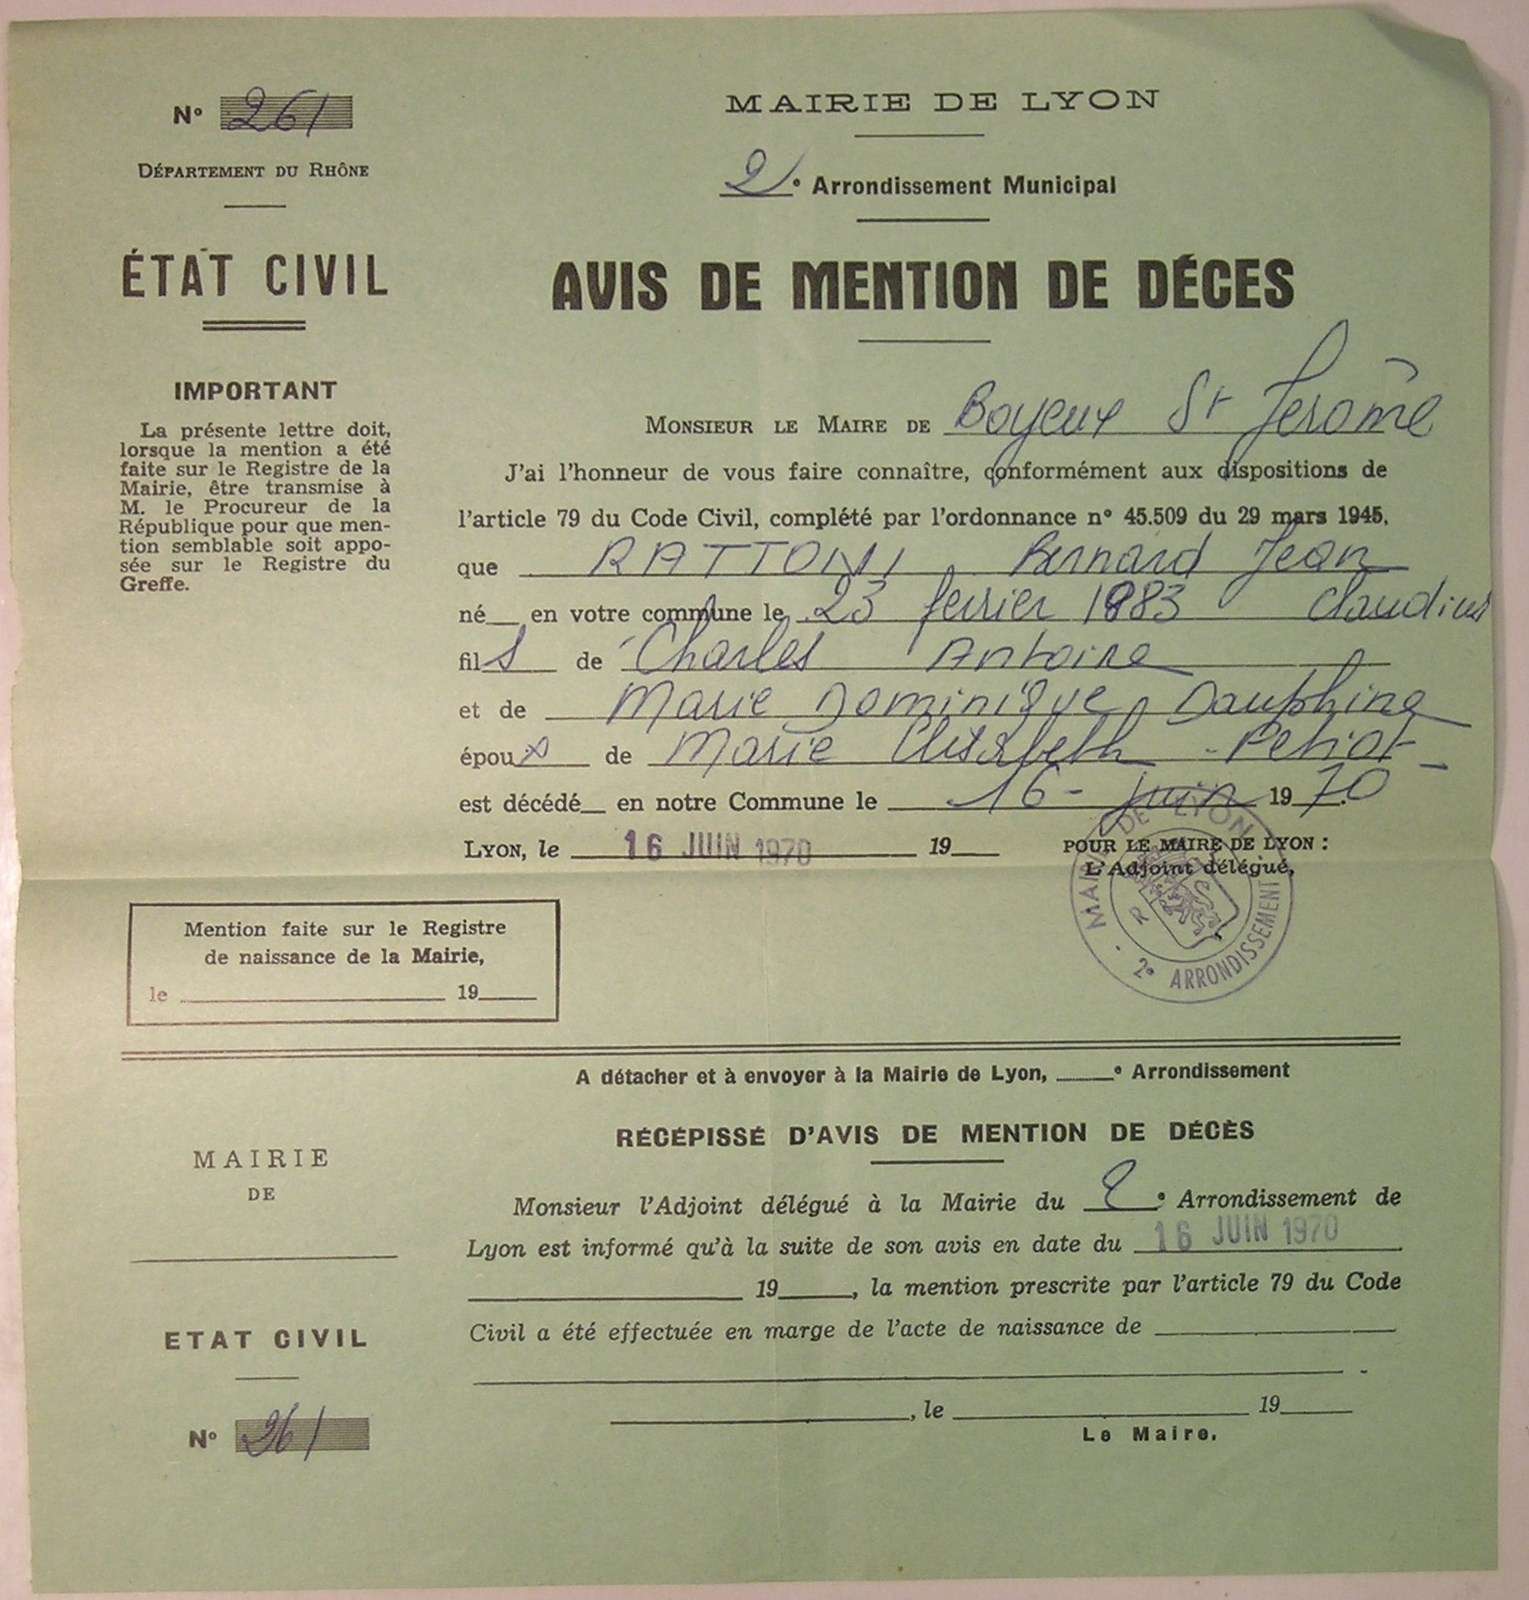 N° 261
DÉPARTEMENT DU RHÔNE
ÉTAT CIVIL
IMPORTANT
La présente lettre doit,
lorsque la mention a été
faite sur le Registre de la
Mairie, être transmise à
M. le Procureur de la
République pour que men-
tion semblable soit appo-
sée sur le Registre du
Greffe.
MAIRIE DE LYON
2e Arrondissement Municipal
AVIS DE MENTION DE DÉCES
MONSIEUR LE MAIRE DE Boyeux St Jerôme
J'ai l'honneur de vous faire connaître, conformément aux dispositions de
l'article 79 du Code Civil, complété par l'ordonnance n° 45.509 du 29 mars 1945,
que RATTONI Bernard Jean
né en votre commune le 23 fevrier 1883 Claudius
fils de Charles Antoine
et de Marie Dominique Dauphine
époux de Marie Elisabeth - Petiot -
est décédé en notre Commune le 16 - juin 1970.
LYON, le 16 JUIN 1970 19
POUR LE MAIRE DE LYON :
L'Adjoint délégué,
MAIRIE DE LYON
R
2e ARRONDISSEMENT
Mention faite sur le Registre
de naissance de la Mairie,
le 19
A détacher et à envoyer à la Mairie de Lyon, e Arrondissement
RÉCÉPISSÉ D'AVIS DE MENTION DE DÉCÈS
MAIRIE
DE
ETAT CIVIL
N° 261
Monsieur l'Adjoint délégué à la Mairie du 2e Arrondissement de
Lyon est informé qu'à la suite de son avis en date du 16 JUIN 1970
19 , la mention prescrite par l'article 79 du Code
Civil a été effectuée en marge de l'acte de naissance de
, le 19
Le Maire,